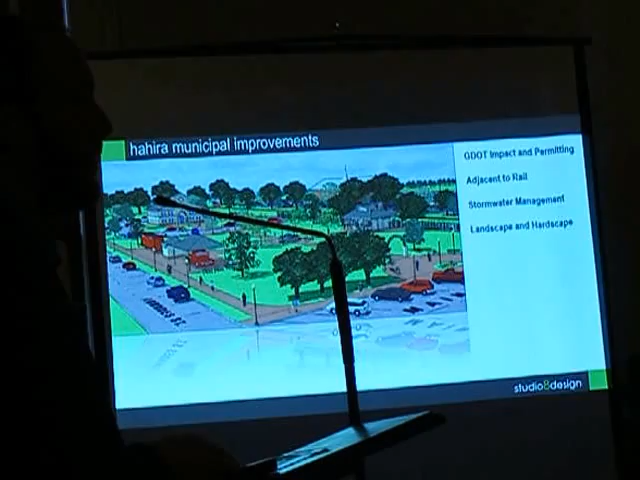 hahira municipal improvements
GDOT Impact and Permitting
Adjacent to Rail
Stormwater Management
Landscape and Hardscape
studio8design